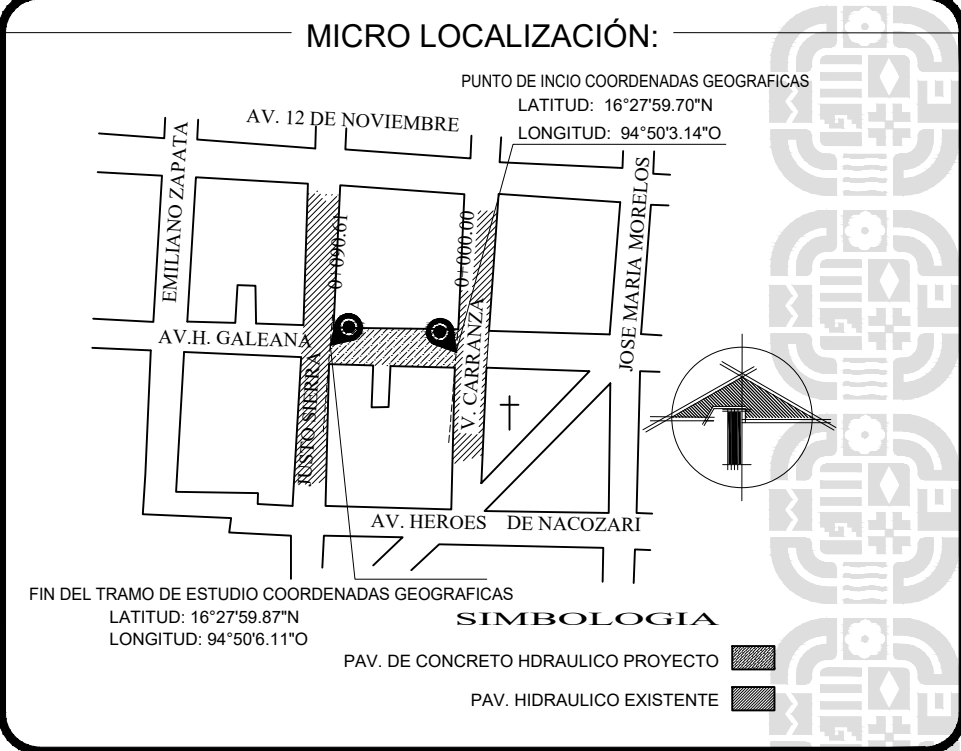 MICRO LOCALIZACIÓN:
PUNTO DE INCIO COORDENADAS GEOGRAFICAS
LATITUD: 16°27'59.70"N
LONGITUD: 94°50'3.14"O
AV. 12 DE NOVIEMBRE
EMILIANO ZAPATA
JOSE MARIA MORELOS
0+090.61
0+000.00
AV.H. GALEANA
JUSTO SIERRA
V. CARRANZA
AV. HEROES DE NACOZARI
FIN DEL TRAMO DE ESTUDIO COORDENADAS GEOGRAFICAS
LATITUD: 16°27'59.87"N
LONGITUD: 94°50'6.11"O
SIMBOLOGIA
PAV. DE CONCRETO HDRAULICO PROYECTO
PAV. HIDRAULICO EXISTENTE